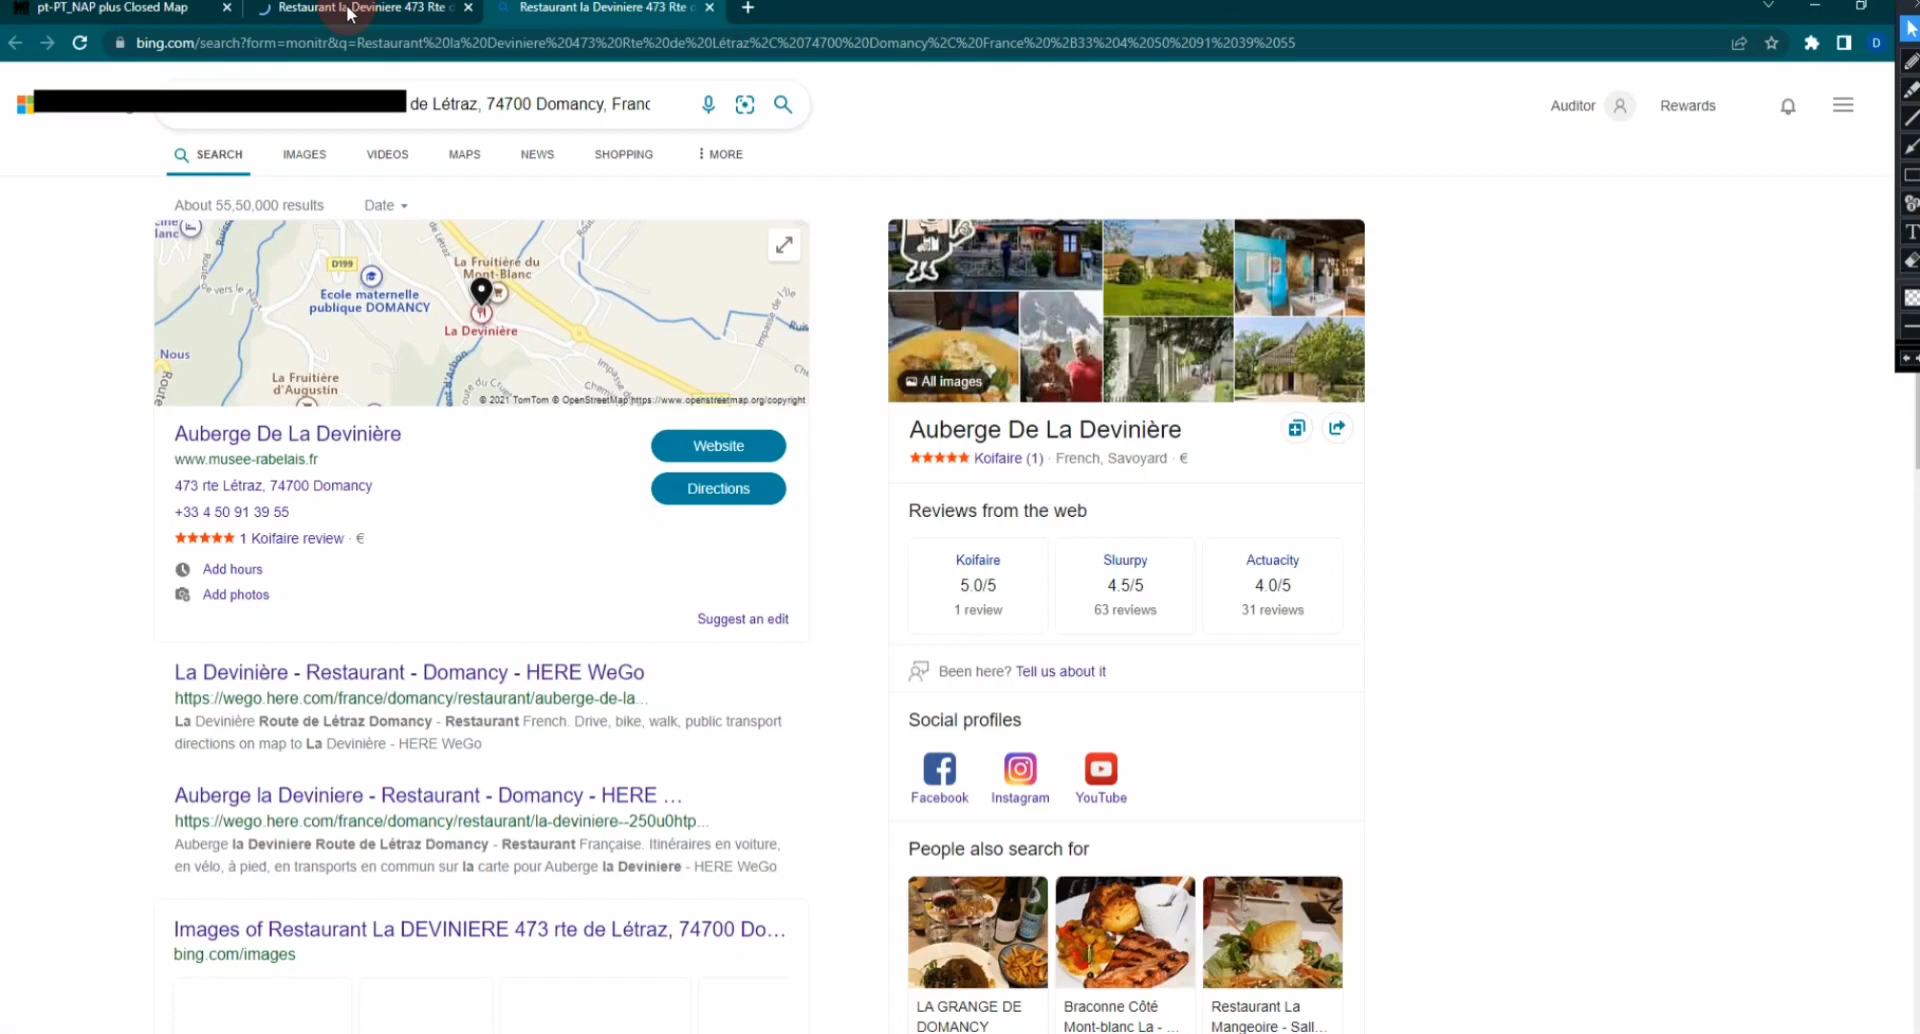 pt-PT_NAP plus Closed Map
Restaurant la Deviniere 473 Rte
Restaurant la Deviniere 473 Rte
bing.com/search?form=monitr&q=Restaurant%20la%20Deviniere%20473%20Rte%20de%20Létraz%2C%2074700%20Domancy%2C%20France%20%2B33%204%2050%2091%2039%2055
D
de Létraz, 74700 Domancy, Franc
Auditor
Rewards
SEARCH IMAGES VIDEOS MAPS NEWS SHOPPING MORE
About 55,50,000 results Date
D199
La Fruitière du
Mont-Blanc
Ecole maternelle
publique DOMANCY
La Devinière
Nous
Route
La Fruitière
d'Augustin
© 2021 TomTom © OpenStreetMap https://www.openstreetmap.org/copyright
Auberge De La Devinière
www.musee-rabelais.fr
473 rte Létraz, 74700 Domancy
+33 4 50 91 39 55
1 Koifaire review · €
Add hours
Add photos
Website
Directions
Suggest an edit
La Devinière - Restaurant - Domancy - HERE WeGo
https://wego.here.com/france/domancy/restaurant/auberge-de-la...
La Devinière Route de Létraz Domancy - Restaurant French. Drive, bike, walk, public transport
directions on map to La Devinière - HERE WeGo
Auberge la Deviniere - Restaurant - Domancy - HERE ...
https://wego.here.com/france/domancy/restaurant/la-deviniere--250u0htp...
Auberge la Deviniere Route de Létraz Domancy - Restaurant Française. Itinéraires en voiture,
en vélo, à pied, en transports en commun sur la carte pour Auberge la Deviniere - HERE WeGo
Images of Restaurant La DEVINIERE 473 rte de Létraz, 74700 Do...
bing.com/images
All images
Auberge De La Devinière
Koifaire (1) · French, Savoyard · €
Reviews from the web
Koifaire
5.0/5
1 review
Sluurpy
4.5/5
63 reviews
Actuacity
4.0/5
31 reviews
Been here? Tell us about it
Social profiles
Facebook Instagram YouTube
People also search for
LA GRANGE DE
DOMANCY
Braconne Côté
Mont-blanc La - ...
Restaurant La
Mangeoire - Sall...